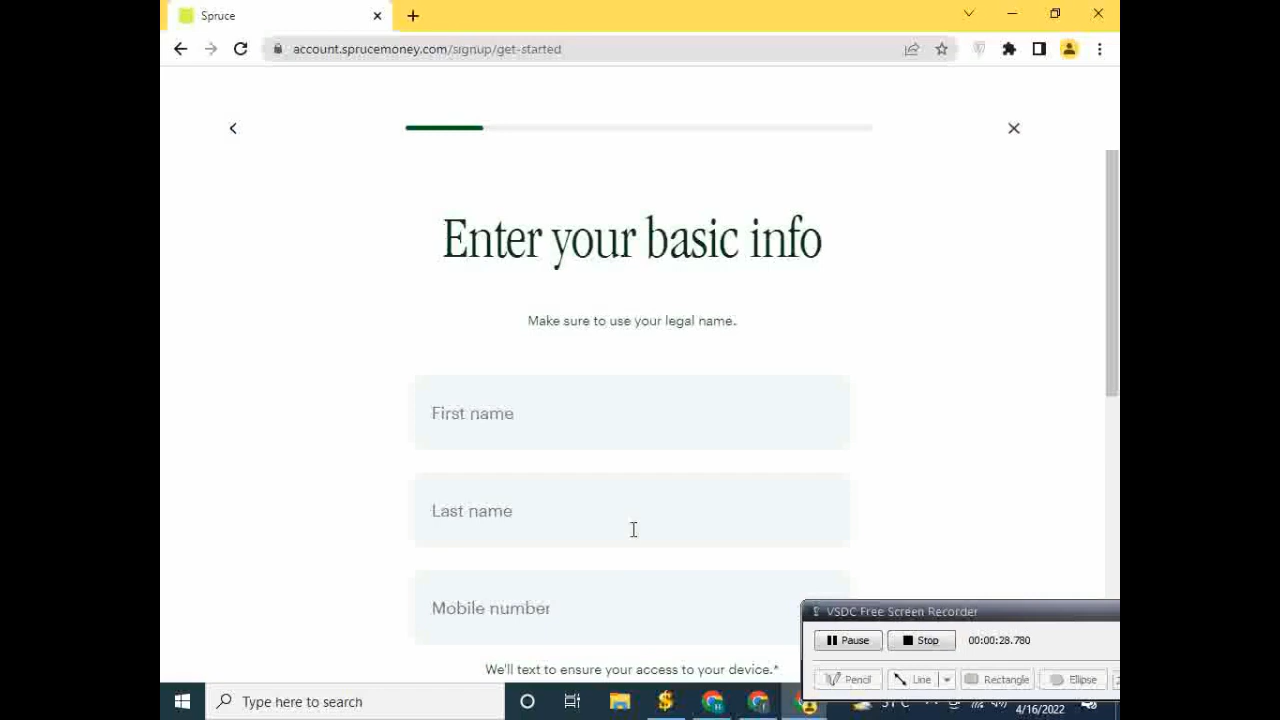 Spruce
account.sprucemoney.com/signup/get-started
Enter your basic info
Make sure to use your legal name.
First name
Last name
Mobile number
We'll text to ensure your access to your device.*
VSDC Free Screen Recorder
Pause
Stop
00:00:28.780
Pencil
Line
Rectangle
Ellipse
Type here to search
4/16/2022